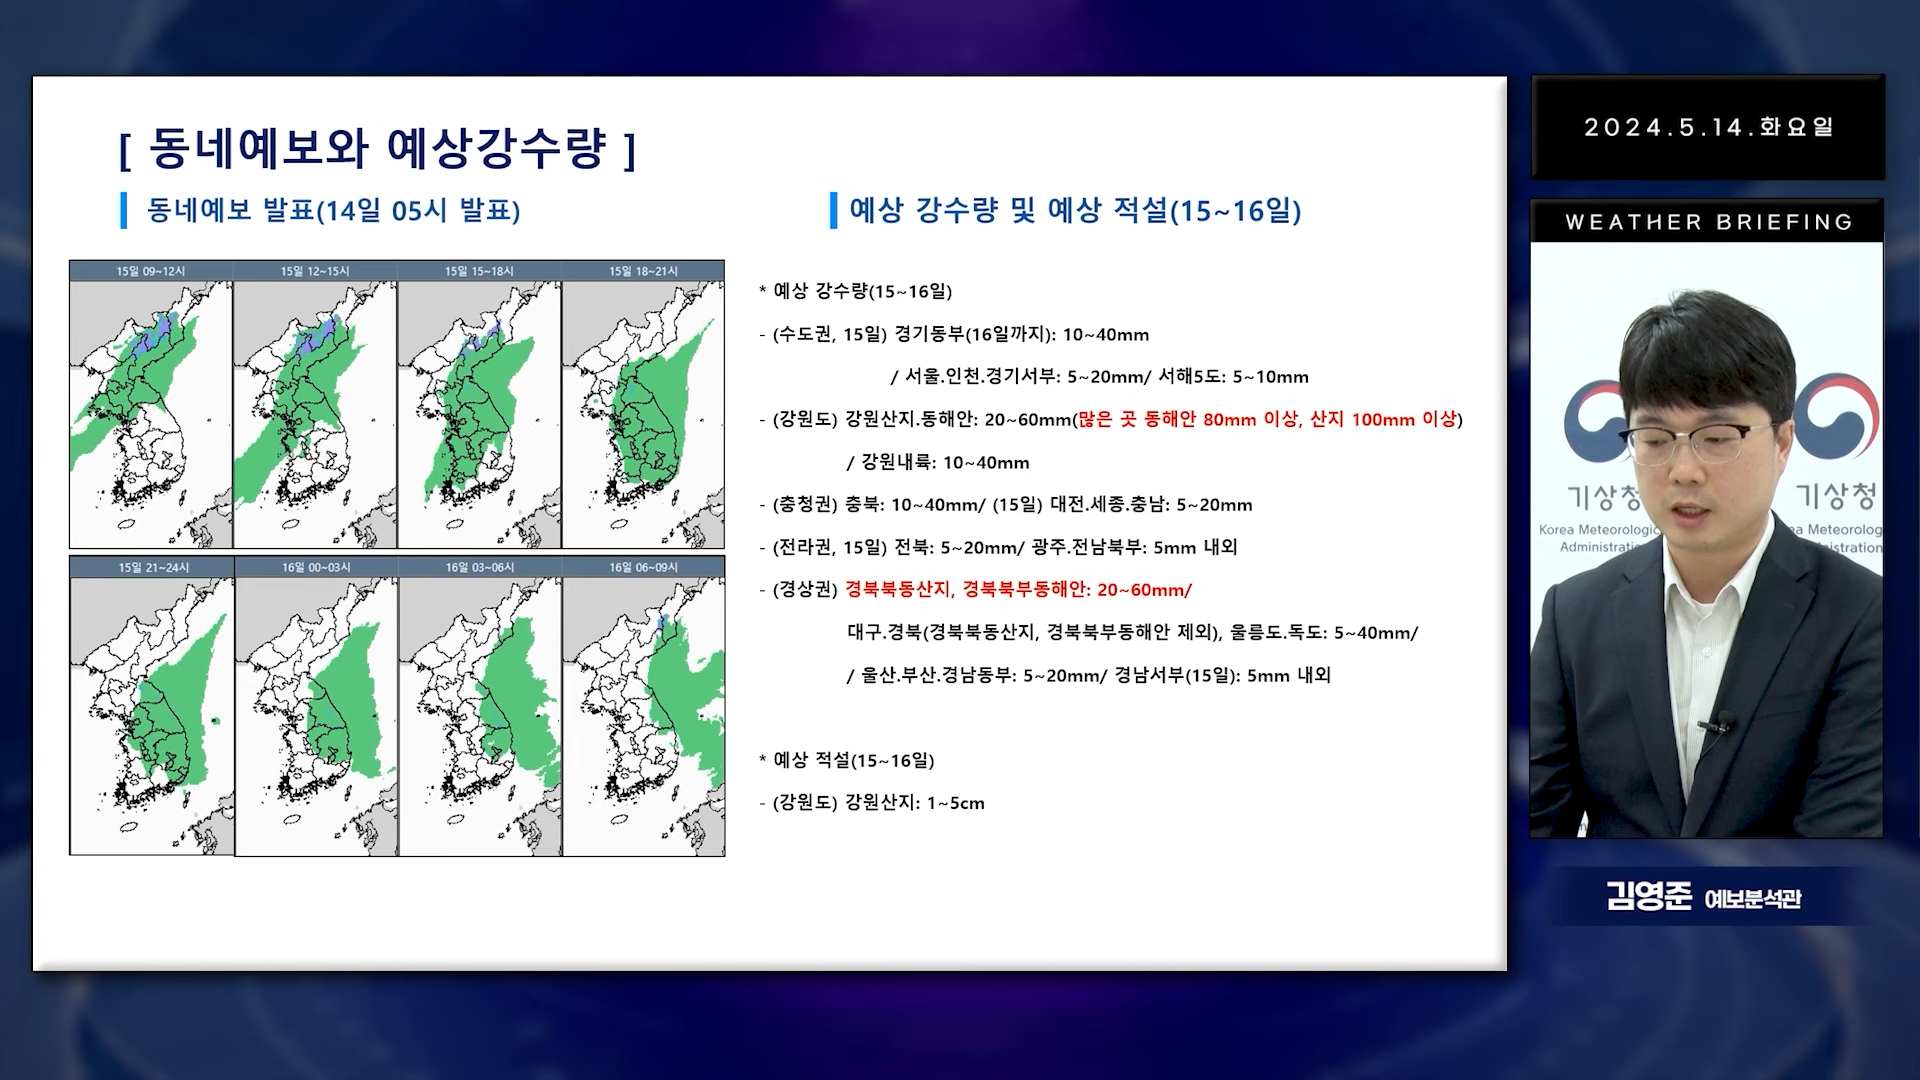 [ 동네예보와 예상강수량 ]
동네예보 발표(14일 05시 발표)
15일 09~12시
15일 12~15시
15일 15~18시
15일 18~21시
15일 21~24시
16일 00~03시
16일 03~06시
16일 06~09시
예상 강수량 및 예상 적설(15~16일)
* 예상 강수량(15~16일)
- (수도권, 15일) 경기동부(16일까지): 10~40mm
/ 서울.인천.경기서부: 5~20mm/ 서해5도: 5~10mm
- (강원도) 강원산지.동해안: 20~60mm(많은 곳 동해안 80mm 이상, 산지 100mm 이상)
/ 강원내륙: 10~40mm
- (충청권) 충북: 10~40mm/ (15일) 대전.세종.충남: 5~20mm
- (전라권, 15일) 전북: 5~20mm/ 광주.전남북부: 5mm 내외
- (경상권) 경북북동산지, 경북북부동해안: 20~60mm/
대구.경북(경북북동산지, 경북북부동해안 제외), 울릉도.독도: 5~40mm/
/ 울산.부산.경남동부: 5~20mm/ 경남서부(15일): 5mm 내외
* 예상 적설(15~16일)
- (강원도) 강원산지: 1~5cm
2024.5.14.화요일
WEATHER BRIEFING
기상청
Korea Meteorologic
Administratio
기상청
ea Meteorolog
nistration
김영준 예보분석관